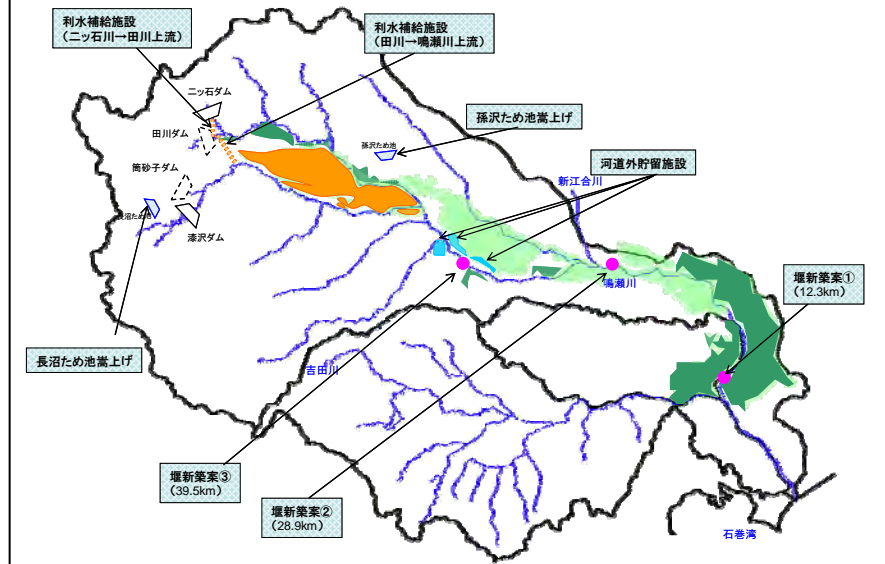 利水補給施設
（二ッ石川→田川上流）
利水補給施設
（田川→鳴瀬川上流）
二ッ石ダム
田川ダム
筒砂子ダム
長沼ため池
漆沢ダム
孫沢ため池
孫沢ため池嵩上げ
河道外貯留施設
新江合川
鳴瀬川
堰新築案①
（12.3km）
長沼ため池嵩上げ
吉田川
堰新築案③
（39.5km）
堰新築案②
（28.9km）
石巻湾